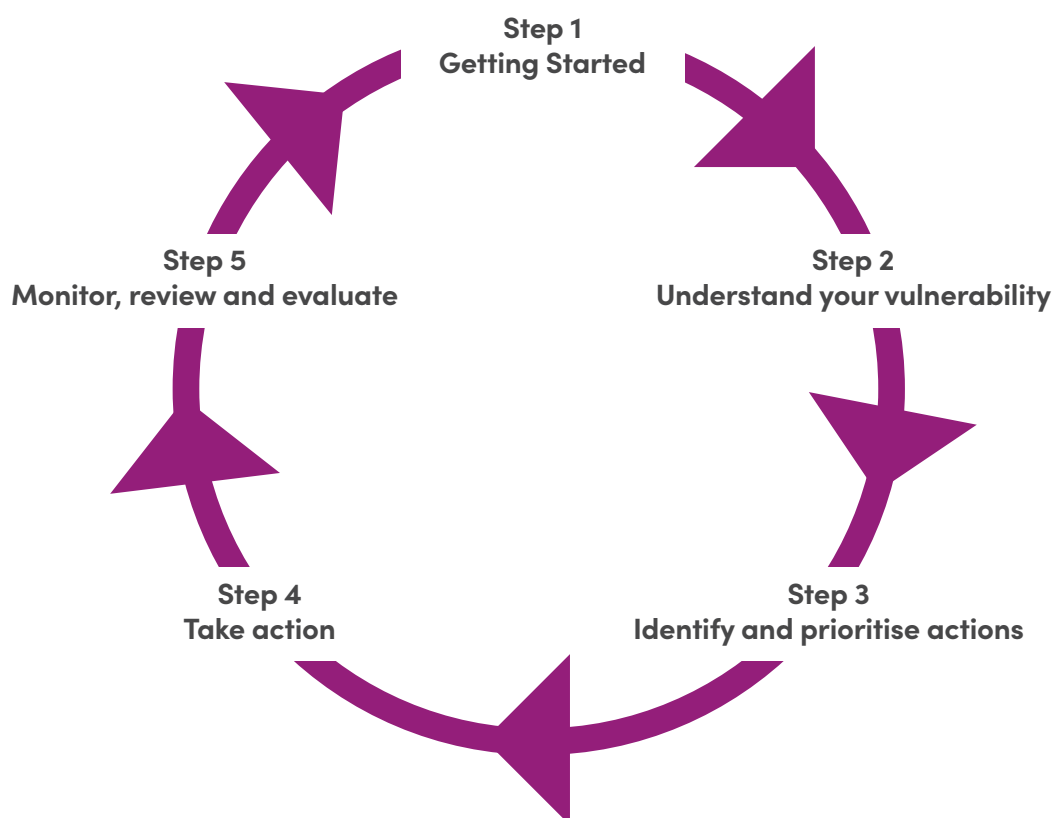 Step 1
Getting Started
Step 2
Understand your vulnerability
Step 3
Identify and prioritise actions
Step 4
Take action
Step 5
Monitor, review and evaluate